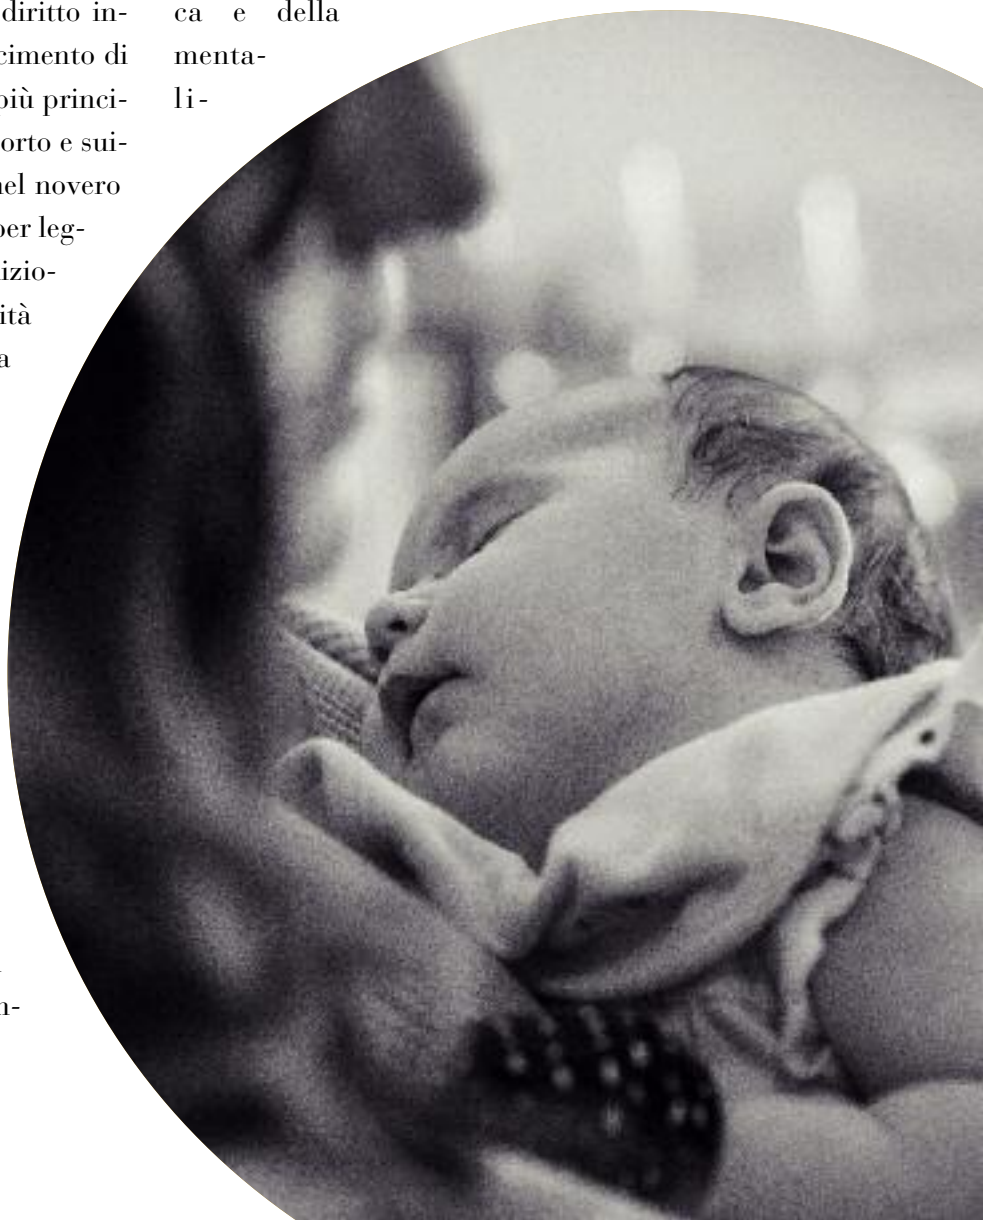 diritto in-
cimento di
più princi-
orto e sui-
nel novero
per leg-
izio-
ità
a
n-
ca e della
menta-
li-